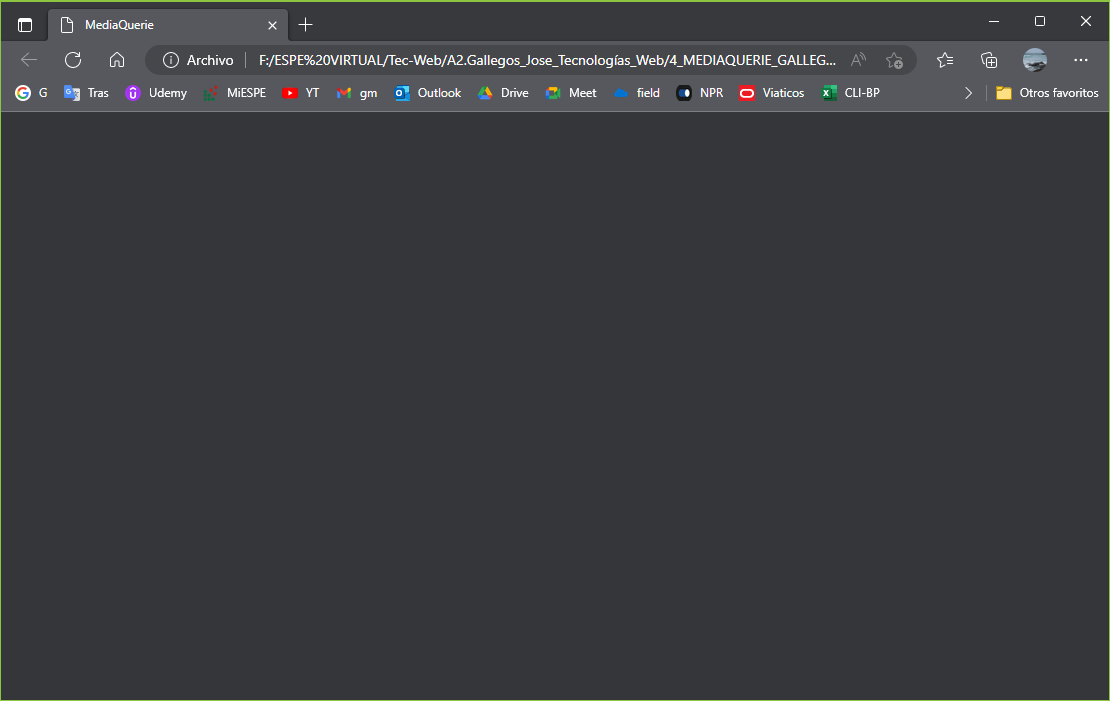 MediaQuerie
Archivo F:/ESPE%20VIRTUAL/Tec-Web/A2.Gallegos_Jose_Tecnologías_Web/4_MEDIAQUERIE_GALLEG...
G Tras Udemy MiESPE YT gm Outlook Drive Meet field NPR Viaticos CLI-BP Otros favoritos